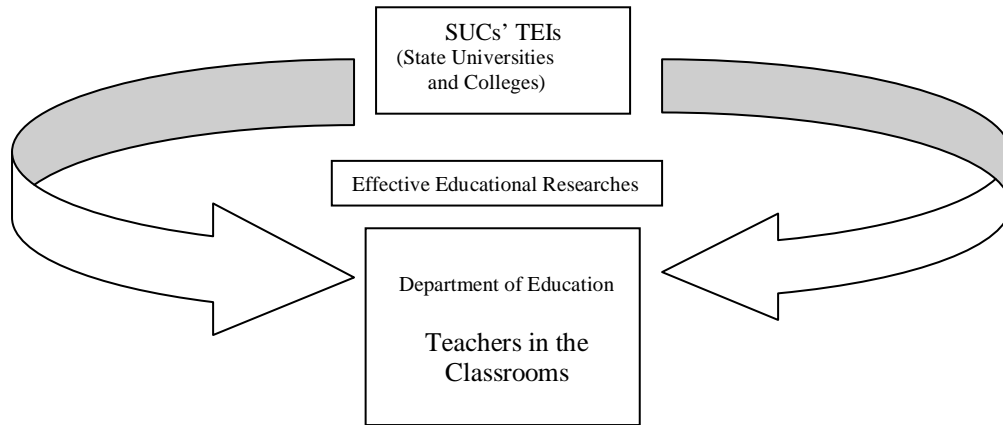 SUCs’ TEIs
(State Universities
and Colleges)
Effective Educational Researches
Department of Education
Teachers in the
Classrooms